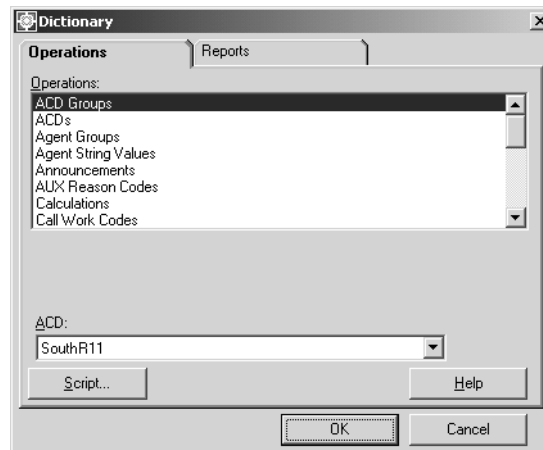 Dictionary
Operations Reports
Operations:
ACD Groups
ACDs
Agent Groups
Agent String Values
Announcements
AUX Reason Codes
Calculations
Call Work Codes
ACD:
SouthR11
Script... Help
OK Cancel